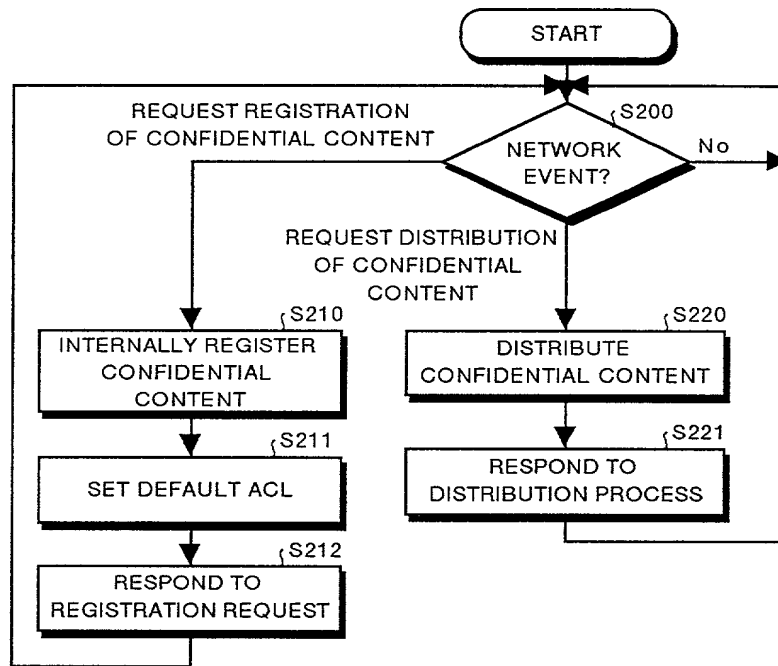 START
REQUEST REGISTRATION
OF CONFIDENTIAL CONTENT
S200
NETWORK
EVENT?
No
REQUEST DISTRIBUTION
OF CONFIDENTIAL
CONTENT
S210
INTERNALLY REGISTER
CONFIDENTIAL
CONTENT
S220
DISTRIBUTE
CONFIDENTIAL CONTENT
S211
SET DEFAULT ACL
S221
RESPOND TO
DISTRIBUTION PROCESS
S212
RESPOND TO
REGISTRATION REQUEST